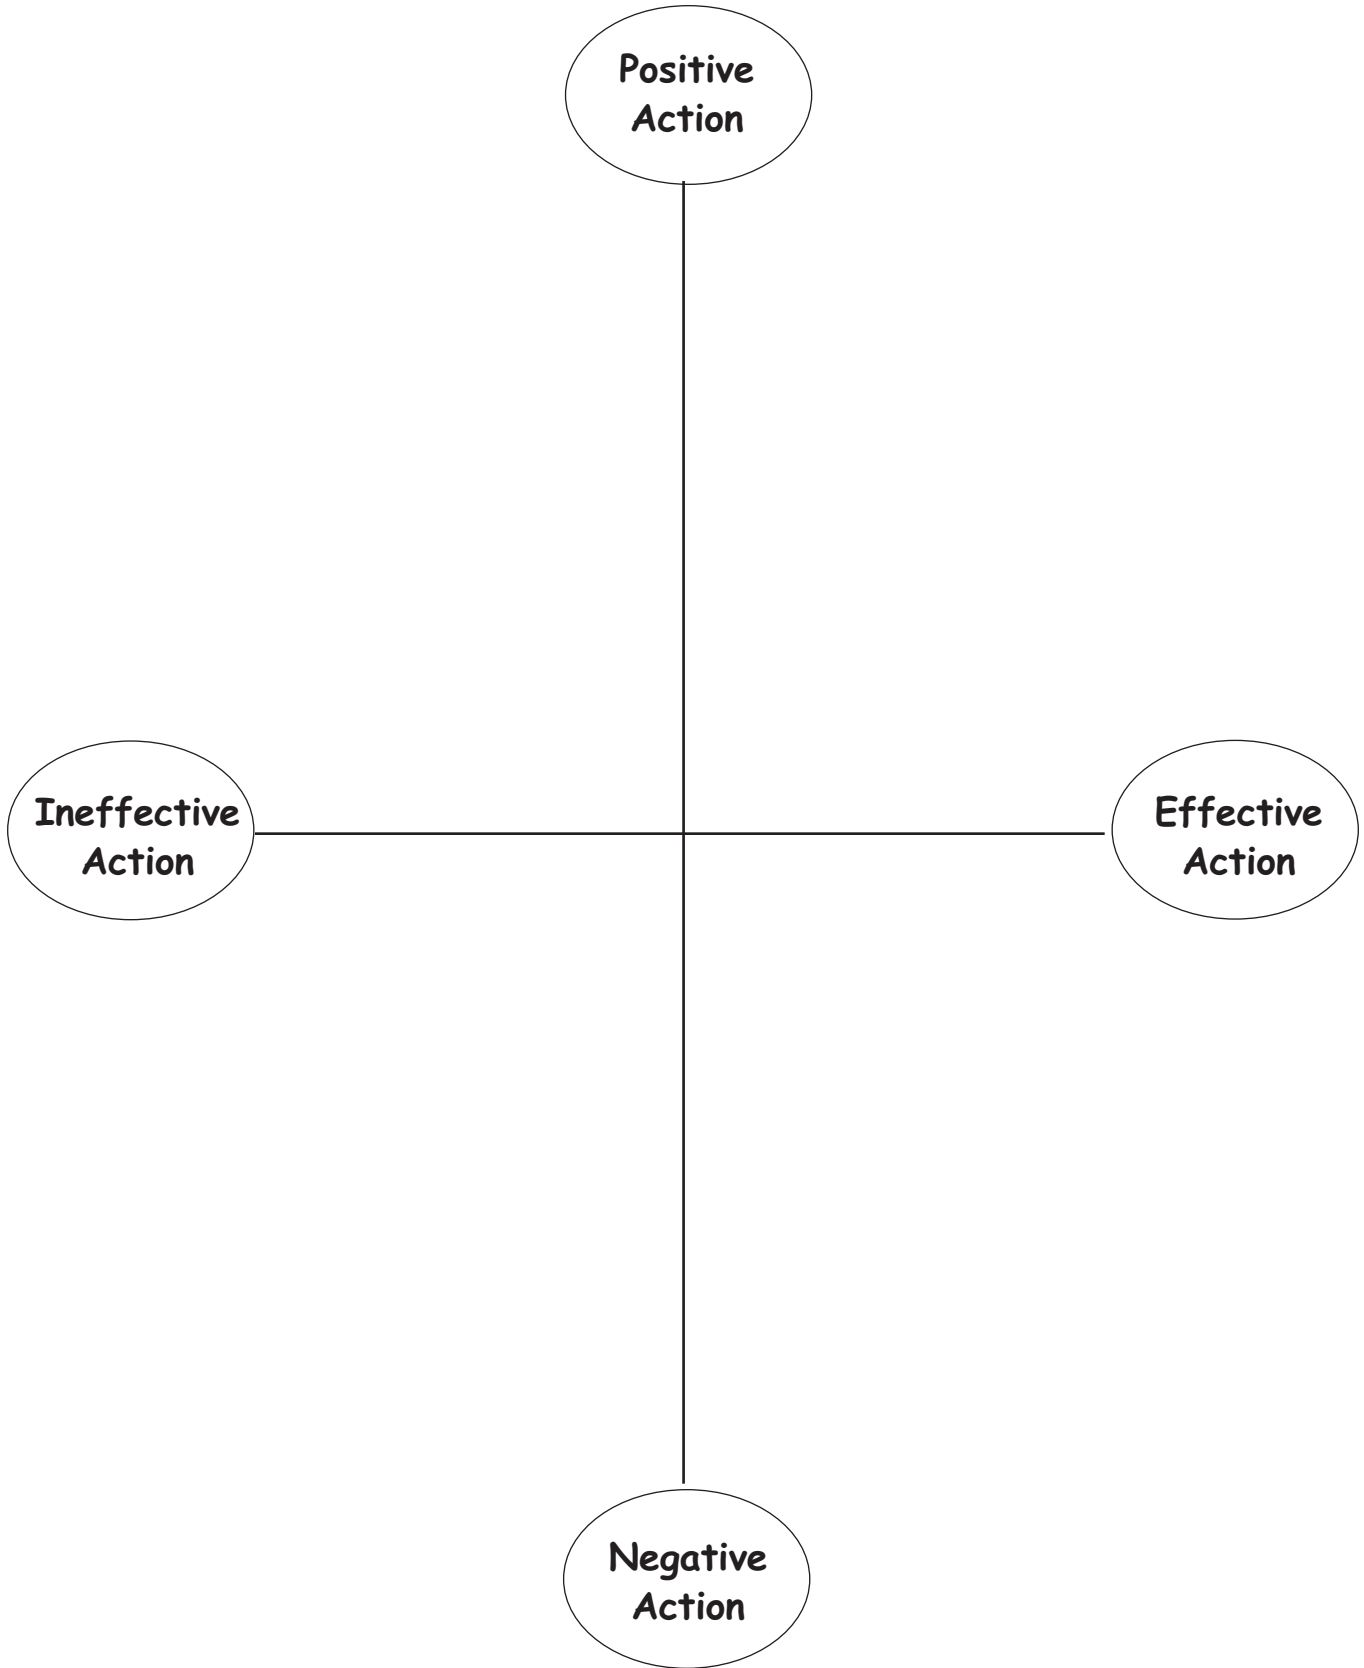 Positive
Action
Ineffective
Action
Effective
Action
Negative
Action